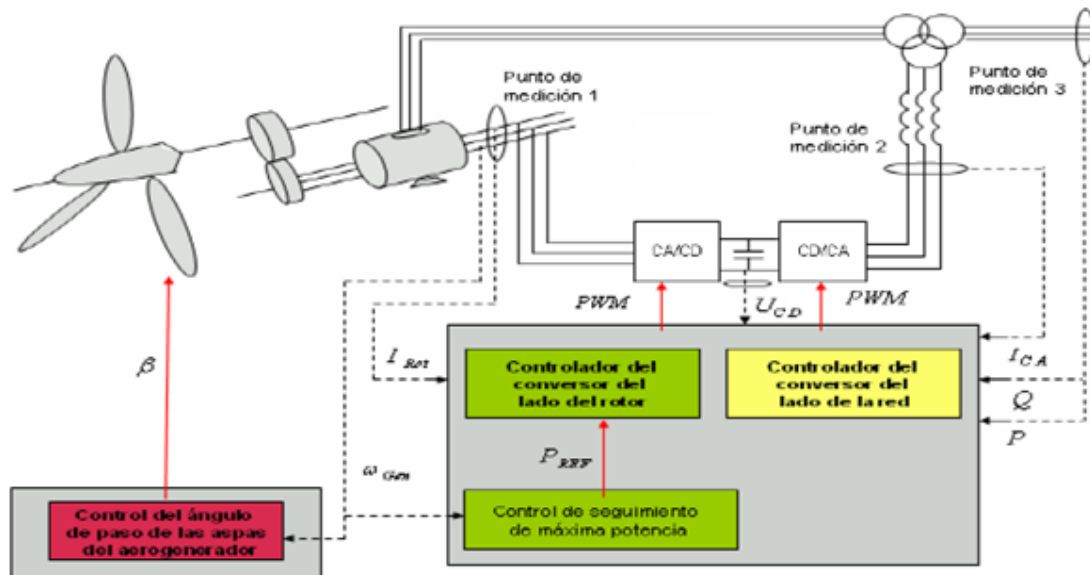 Punto de
medición 1
Punto de
medición 3
Punto de
medición 2
CA/CD
CD/CA
PWM
U CD
PWM
β
I Rot
Controlador del
conversor del
lado del rotor
Controlador del
conversor del
lado de la red
I CA
Q
P
P REF
ω Gen
Control de seguimiento
de máxima potencia
Control del ángulo
de paso de las aspas
del aerogenerador